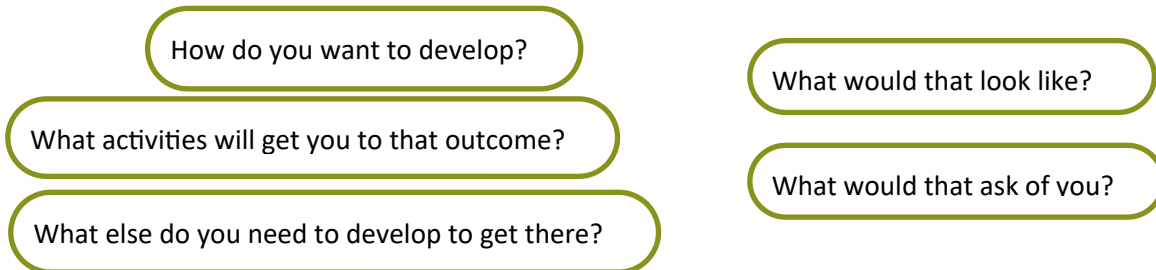 How do you want to develop?
What activities will get you to that outcome?
What else do you need to develop to get there?
What would that look like?
What would that ask of you?